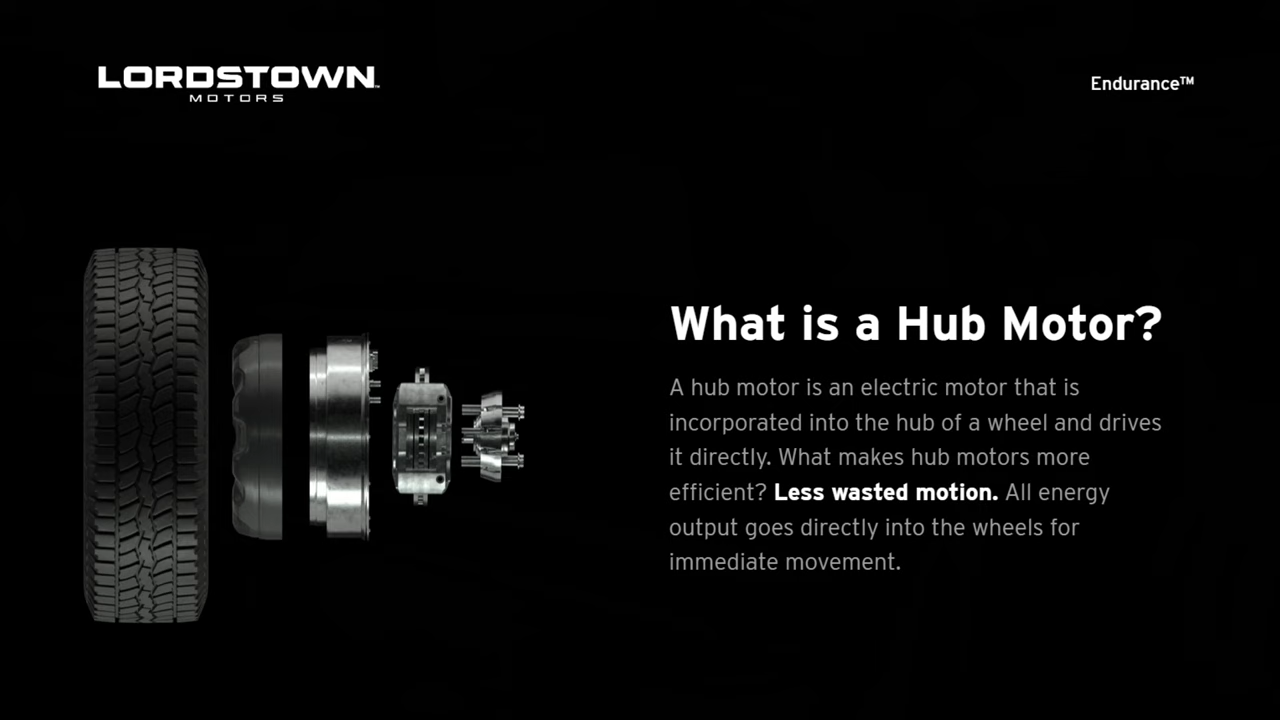 LORDSTOWN™
MOTORS
Endurance™
What is a Hub Motor?
A hub motor is an electric motor that is
incorporated into the hub of a wheel and drives
it directly. What makes hub motors more
efficient? Less wasted motion. All energy
output goes directly into the wheels for
immediate movement.